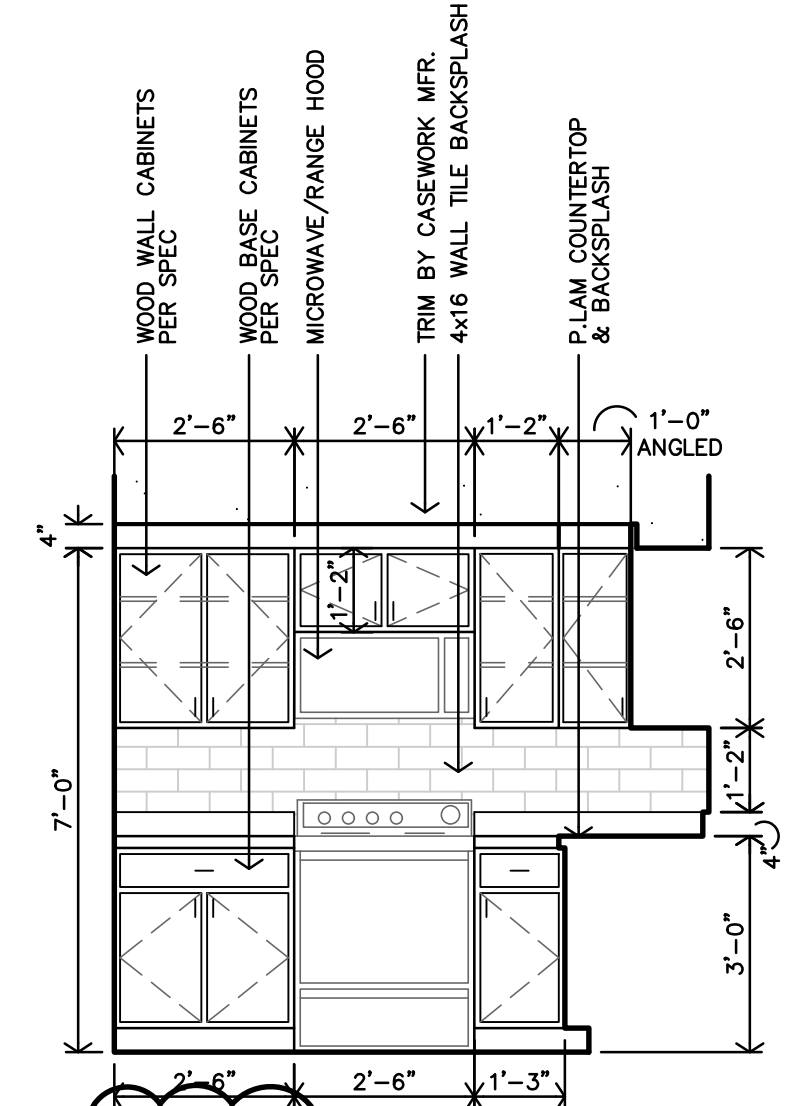 WOOD WALL CABINETS
PER SPEC
WOOD BASE CABINETS
PER SPEC
MICROWAVE/RANGE HOOD
TRIM BY CASEWORK MFR.
4x16 WALL TILE BACKSPLASH
P.LAM COUNTERTOP
& BACKSPLASH
2'-6"
2'-6"
1'-2"
1'-0"
ANGLED
4"
1'-2"
2'-6"
1'-2"
7'-0"
4"
3'-0"
2'-6"
2'-6"
1'-3"